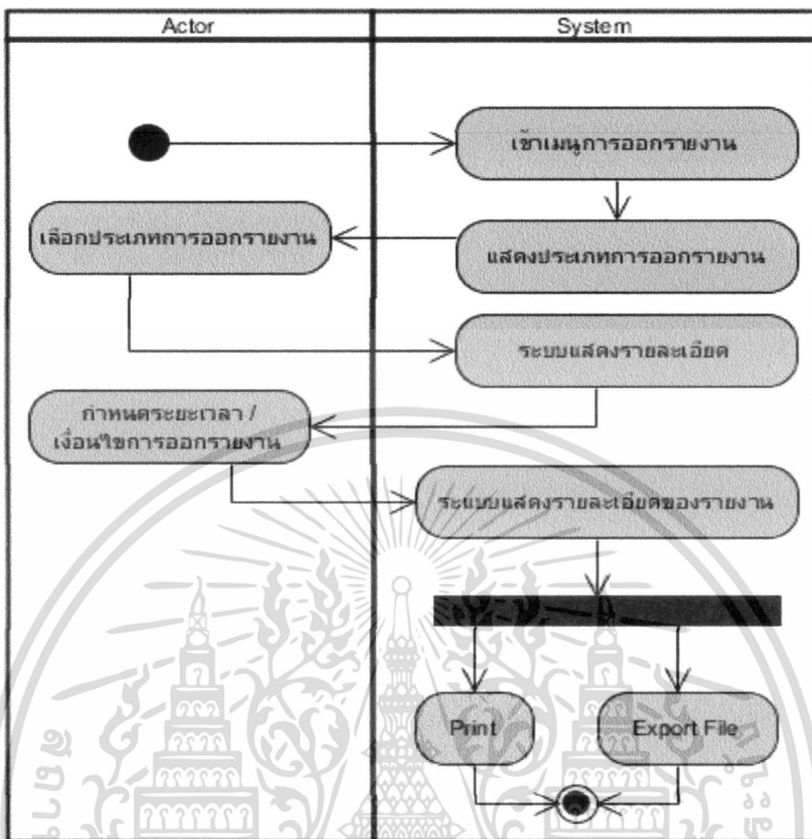 Actor
System
เข้าเมนูการออกรายงาน
เลือกประเภทการออกรายงาน
แสดงประเภทการออกรายงาน
ระบบแสดงรายละเอียด
กำหนดระยะเวลา /
เงื่อนไขการออกรายงาน
ระแบบแสดงรายละเอียดของรายงาน
Print
Export File